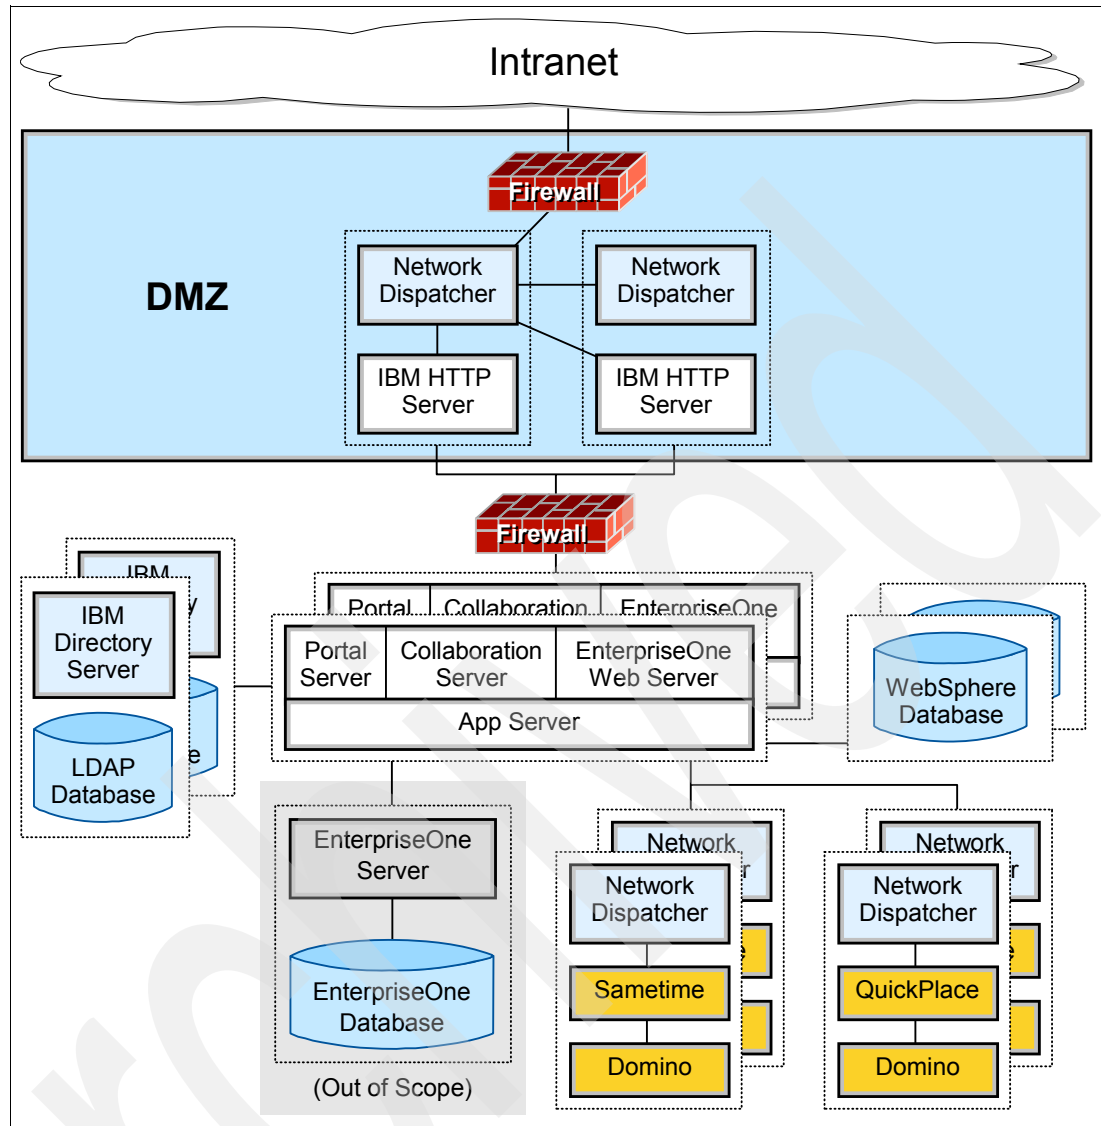 Intranet
Firewall
DMZ
Network
Dispatcher
Network
Dispatcher
IBM HTTP
Server
IBM HTTP
Server
Firewall
IBM
IBM
Directory
Server
LDAP
Database
Portal
Collaboration
EnterpriseOne
Portal
Server
Collaboration
Server
EnterpriseOne
Web Server
App Server
WebSphere
Database
EnterpriseOne
Server
EnterpriseOne
Database
(Out of Scope)
Network
Network
Dispatcher
Sametime
Domino
Network
Network
Dispatcher
QuickPlace
Domino